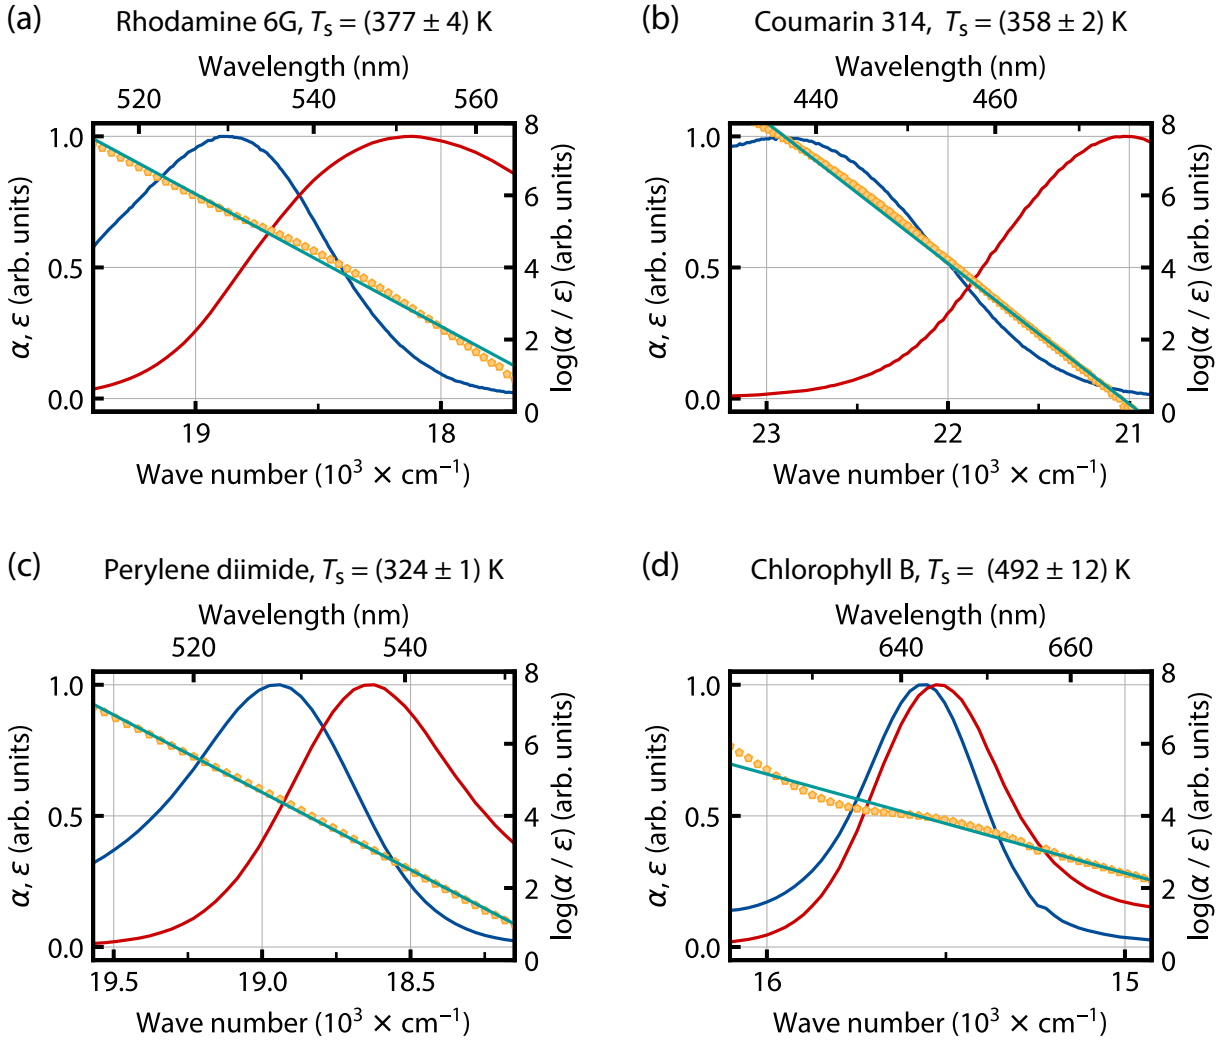 (a) Rhodamine 6G, Tₛ = (377 ± 4) K
Wavelength (nm)
520 540 560
1.0
0.5
0.0
α, ε (arb. units)
8
6
4
2
0
log(α / ε) (arb. units)
19 18
Wave number (10³ × cm⁻¹)
(b) Coumarin 314, Tₛ = (358 ± 2) K
Wavelength (nm)
440 460
1.0
0.5
0.0
α, ε (arb. units)
8
6
4
2
0
log(α / ε) (arb. units)
23 22 21
Wave number (10³ × cm⁻¹)
(c) Perylene diimide, Tₛ = (324 ± 1) K
Wavelength (nm)
520 540
1.0
0.5
0.0
α, ε (arb. units)
8
6
4
2
0
log(α / ε) (arb. units)
19.5 19.0 18.5
Wave number (10³ × cm⁻¹)
(d) Chlorophyll B, Tₛ = (492 ± 12) K
Wavelength (nm)
640 660
1.0
0.5
0.0
α, ε (arb. units)
8
6
4
2
0
log(α / ε) (arb. units)
16 15
Wave number (10³ × cm⁻¹)